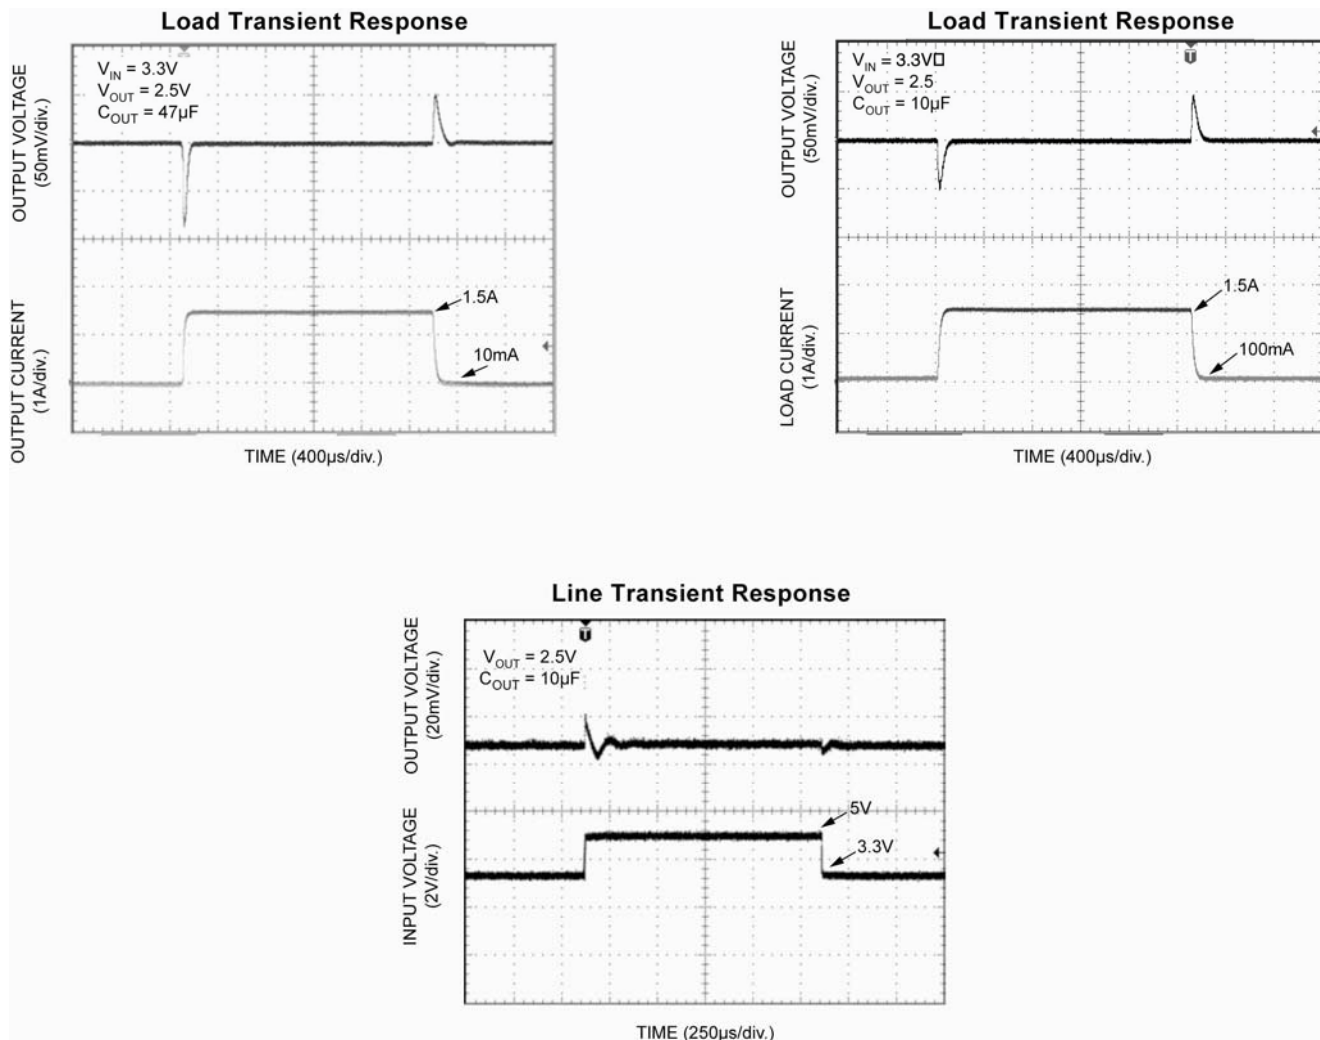 Load Transient Response
OUTPUT VOLTAGE
(50mV/div.)
V_IN = 3.3V
V_OUT = 2.5V
C_OUT = 47µF
OUTPUT CURRENT
(1A/div.)
1.5A
10mA
TIME (400µs/div.)
Load Transient Response
OUTPUT VOLTAGE
(50mV/div.)
T
V_IN = 3.3V□
V_OUT = 2.5
C_OUT = 10µF
LOAD CURRENT
(1A/div.)
1.5A
100mA
TIME (400µs/div.)
Line Transient Response
OUTPUT VOLTAGE
(20mV/div.)
T
V_OUT = 2.5V
C_OUT = 10µF
INPUT VOLTAGE
(2V/div.)
5V
3.3V
TIME (250µs/div.)